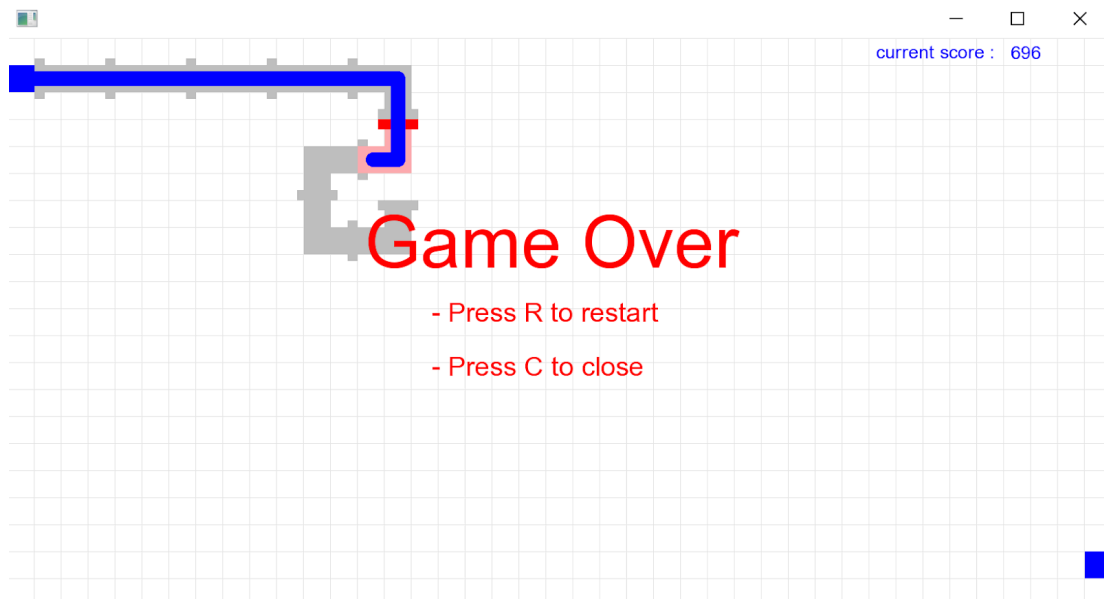 current score : 696
Game Over
- Press R to restart
- Press C to close